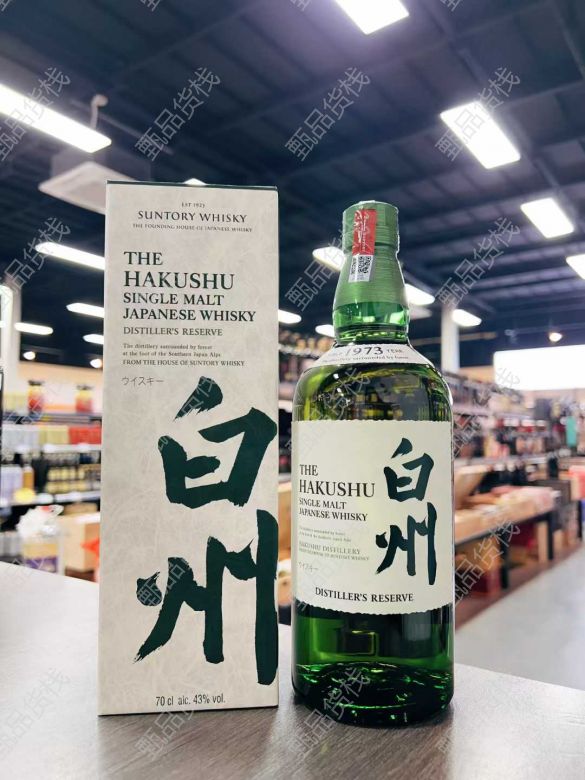 EST 1923
SUNTORY WHISKY
THE FOUNDING HOUSE OF JAPANESE WHISKY
THE
HAKUSHU
SINGLE MALT
JAPANESE WHISKY
DISTILLER'S RESERVE
The distillery surrounded by forest
at the foot of the Southern Japan Alps
FROM THE HOUSE OF SUNTORY WHISKY
ウイスキー
白州
70 cl alc. 43% vol.
1973 YEAR
THE
HAKUSHU
SINGLE MALT
JAPANESE WHISKY
HAKUSHU DISTILLERY
ウイスキー
白州
DISTILLER'S RESERVE
甄品货栈